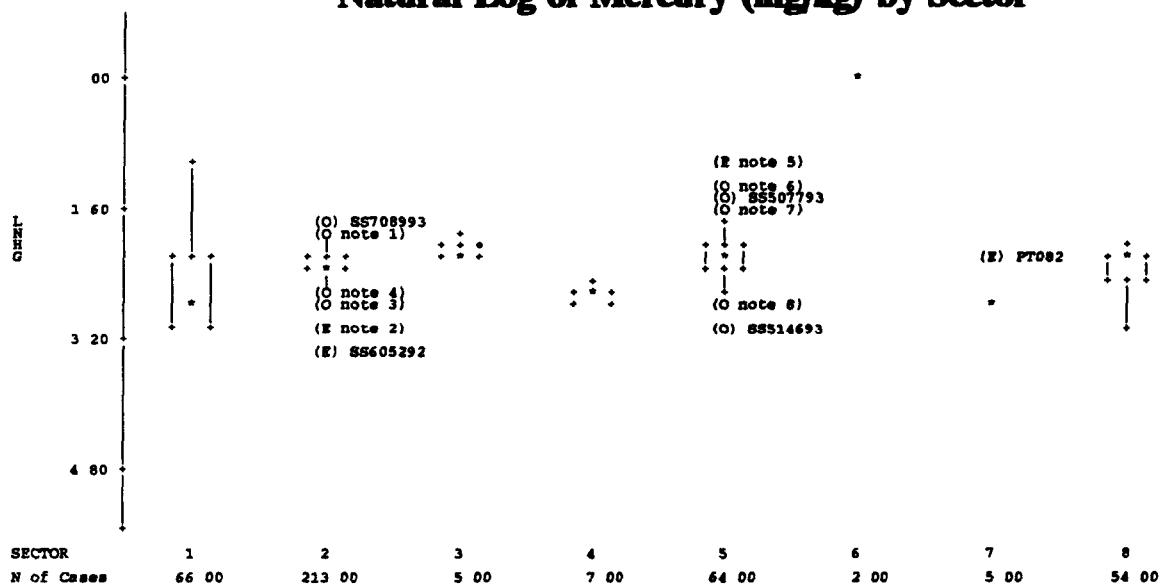 Natural Log of Mercury (mg/kg) by Sector
00
(E note 5)
(O note 6)
(O) SS507793
1 60
(O note 7)
(O) SS708993
(O note 1)
LNHG
(E) PT082
(O note 4)
(O note 3)
(O note 8)
(E note 2)
(O) SS514693
3 20
(E) SS605292
4 80
SECTOR 1 2 3 4 5 6 7 8
N of Cases 66 00 213 00 5 00 7 00 64 00 2 00 5 00 54 00